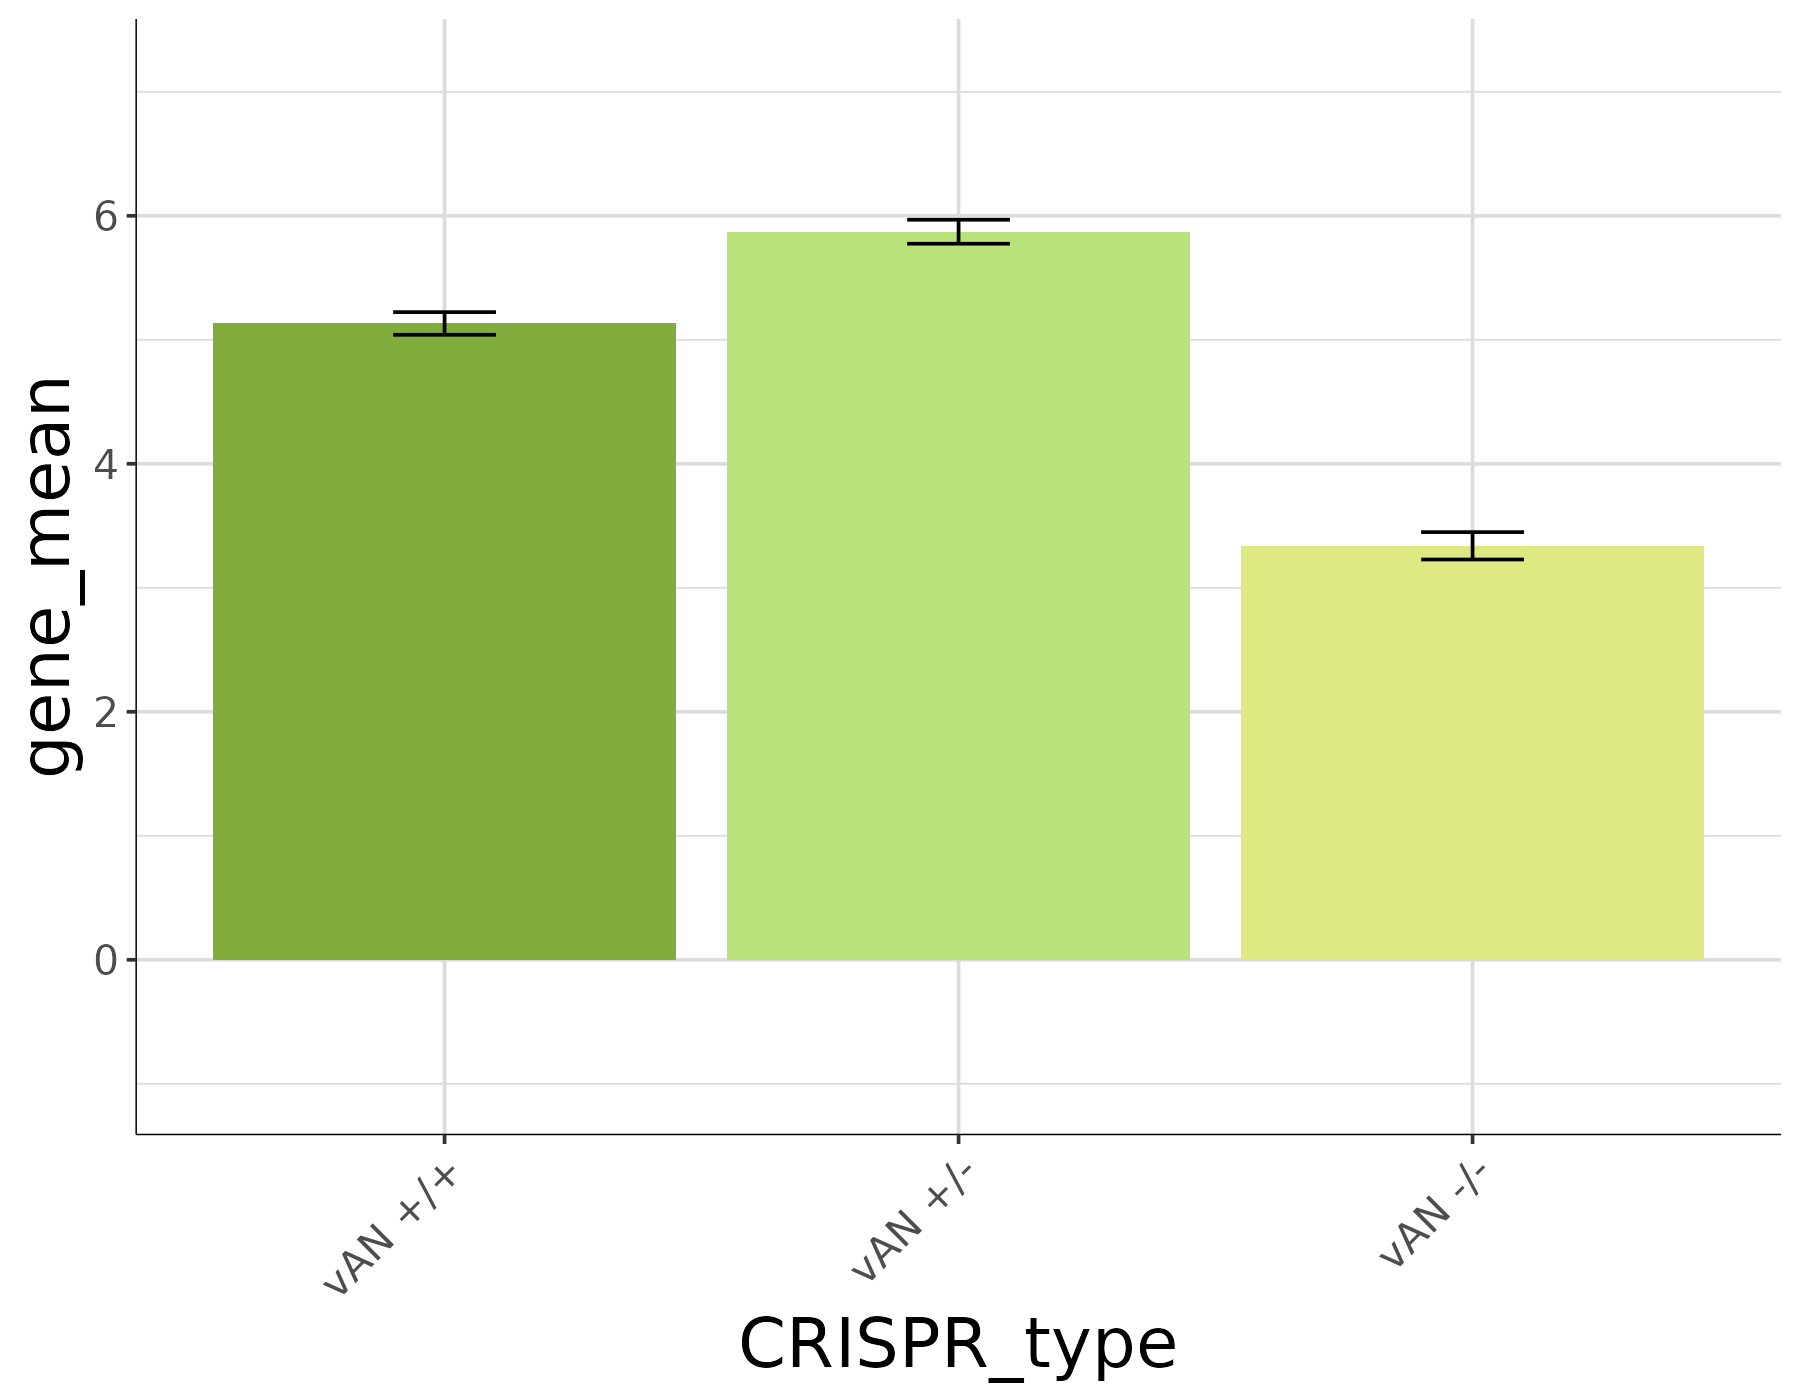 gene_mean
6
4
2
0
vAN +/+
vAN +/-
vAN -/-
CRISPR_type